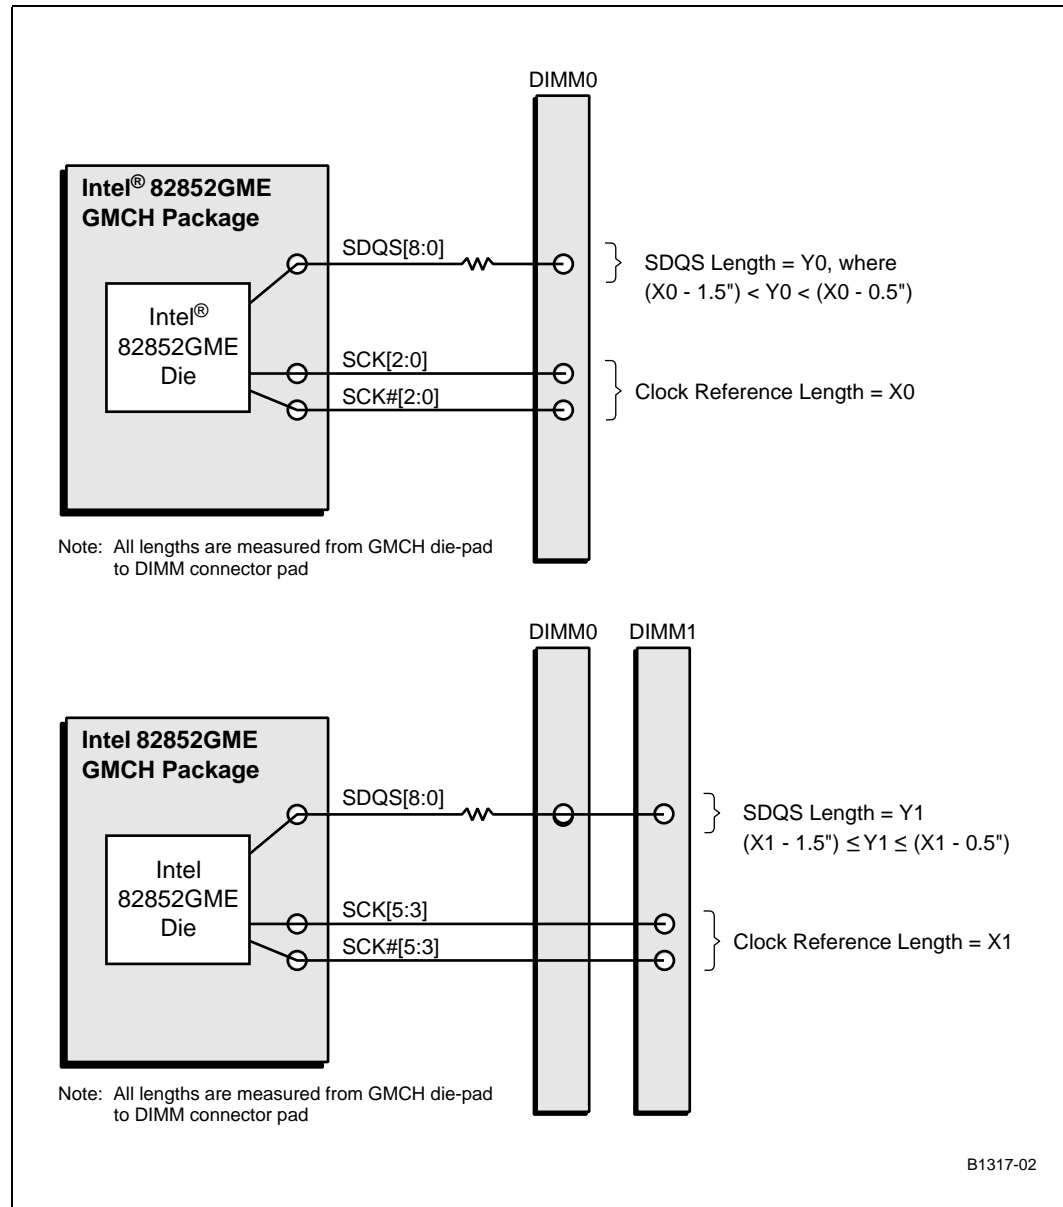 DIMM0
Intel® 82852GME
GMCH Package
SDQS[8:0]
SDQS Length = Y0, where
(X0 - 1.5") < Y0 < (X0 - 0.5")
Intel®
82852GME
Die
SCK[2:0]
SCK#[2:0]
Clock Reference Length = X0
Note: All lengths are measured from GMCH die-pad
to DIMM connector pad
DIMM0 DIMM1
Intel 82852GME
GMCH Package
SDQS[8:0]
SDQS Length = Y1
(X1 - 1.5") ≤ Y1 ≤ (X1 - 0.5")
Intel
82852GME
Die
SCK[5:3]
SCK#[5:3]
Clock Reference Length = X1
Note: All lengths are measured from GMCH die-pad
to DIMM connector pad
B1317-02